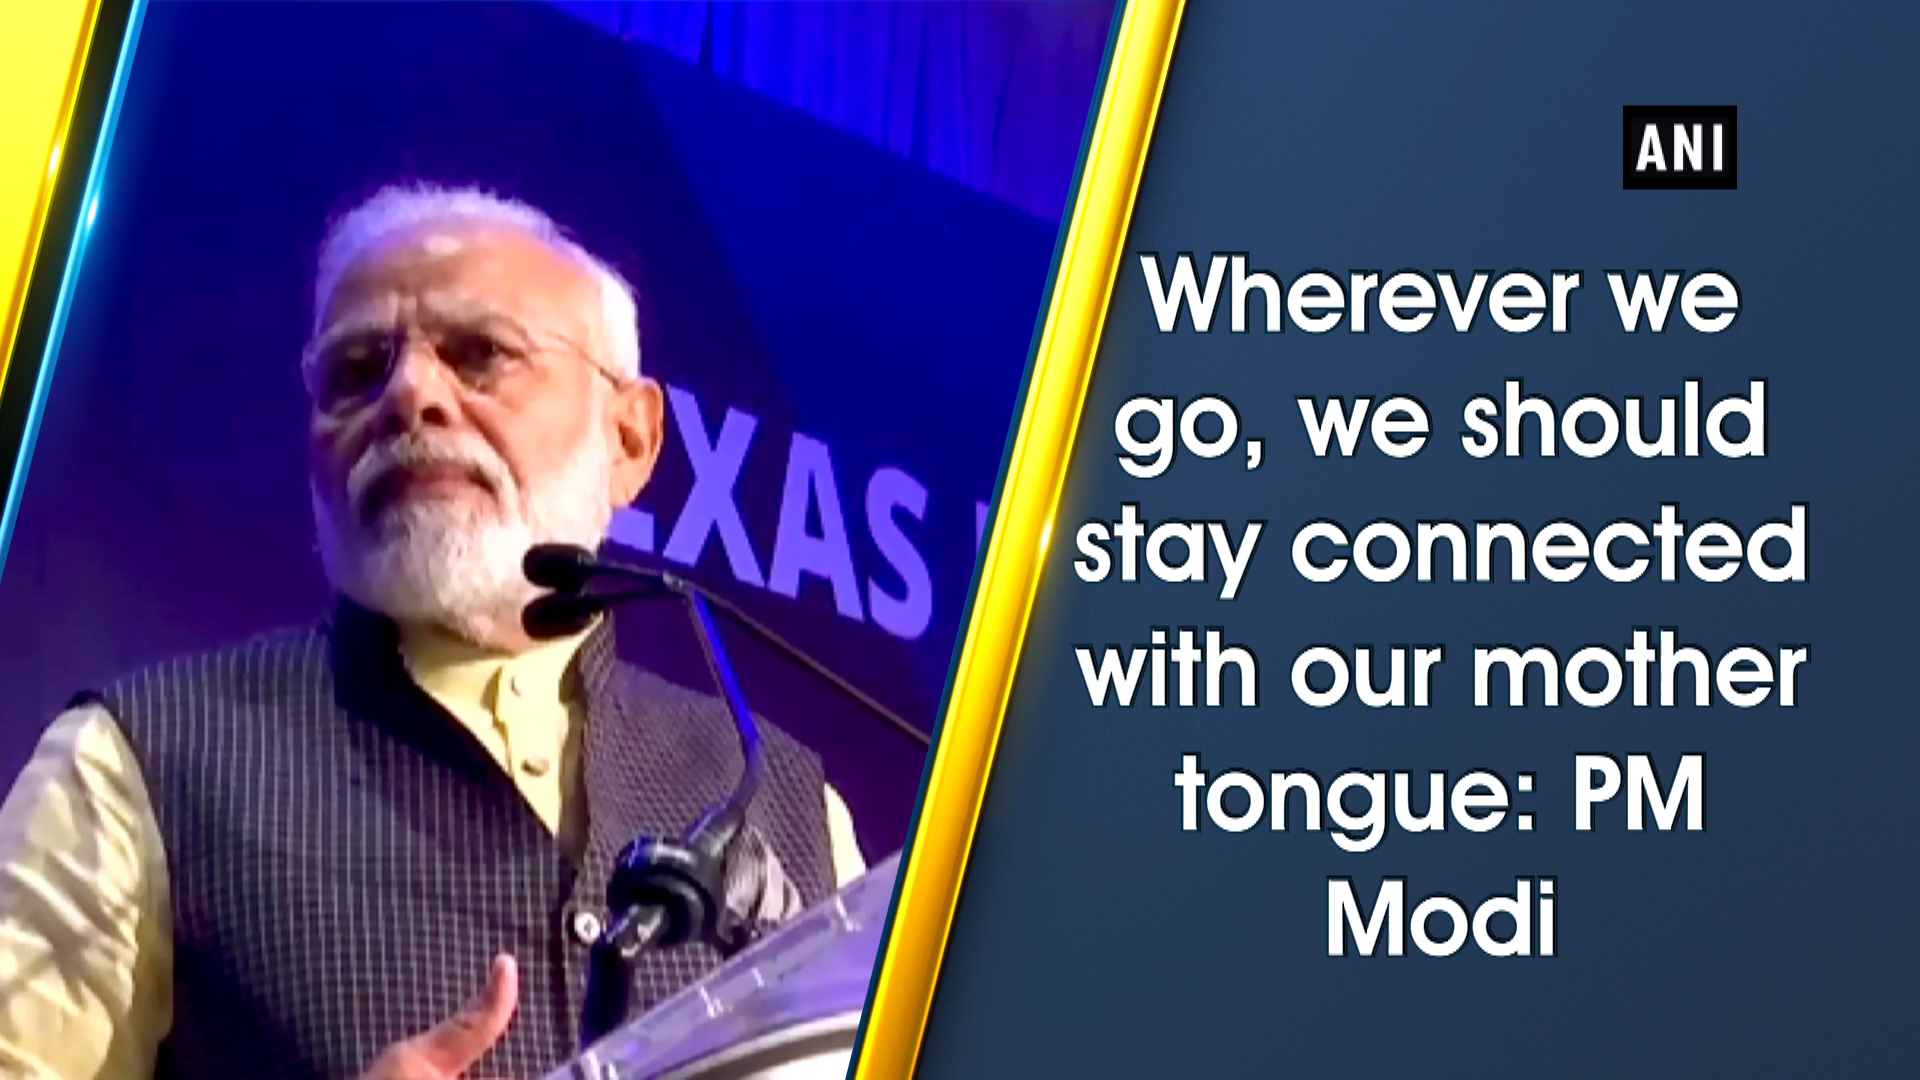 ANI
Wherever we
go, we should
stay connected
with our mother
tongue: PM
Modi
EXAS